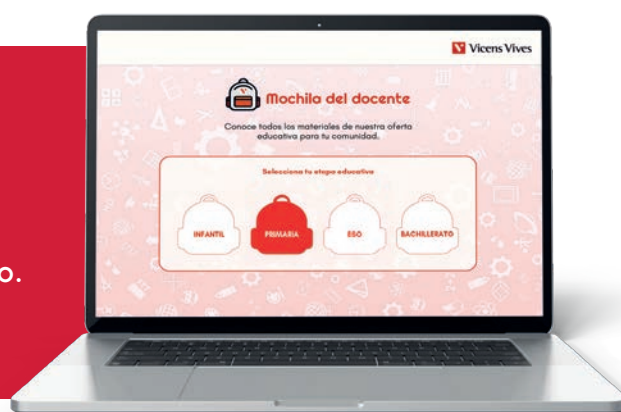 Vicens Vives
Mochila del docente
Conoce todos los materiales de nuestra oferta
educativa para tu comunidad.
Selecciona tu etapa educativa
INFANTIL
PRIMARIA
ESO
BACHILLERATO
o.